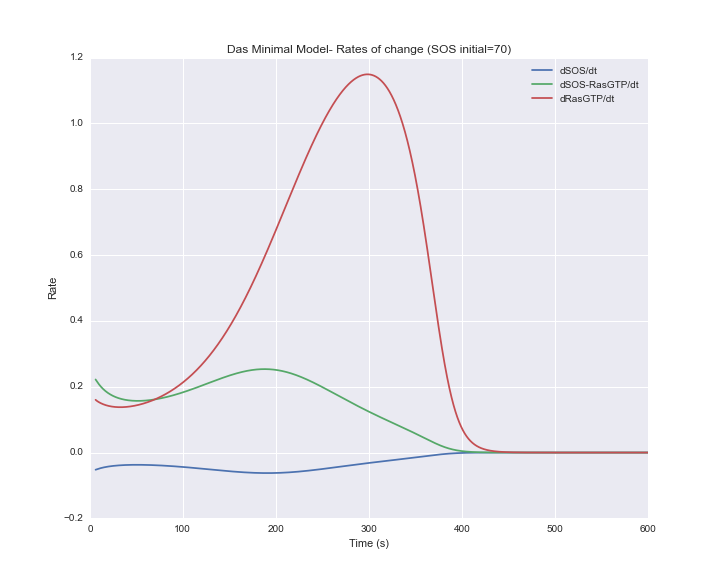 Das Minimal Model- Rates of change (SOS initial=70)
dSOS/dt
dSOS-RasGTP/dt
dRasGTP/dt
1.2
1.0
0.8
0.6
0.4
0.2
0.0
−0.2
Rate
0 100 200 300 400 500 600
Time (s)